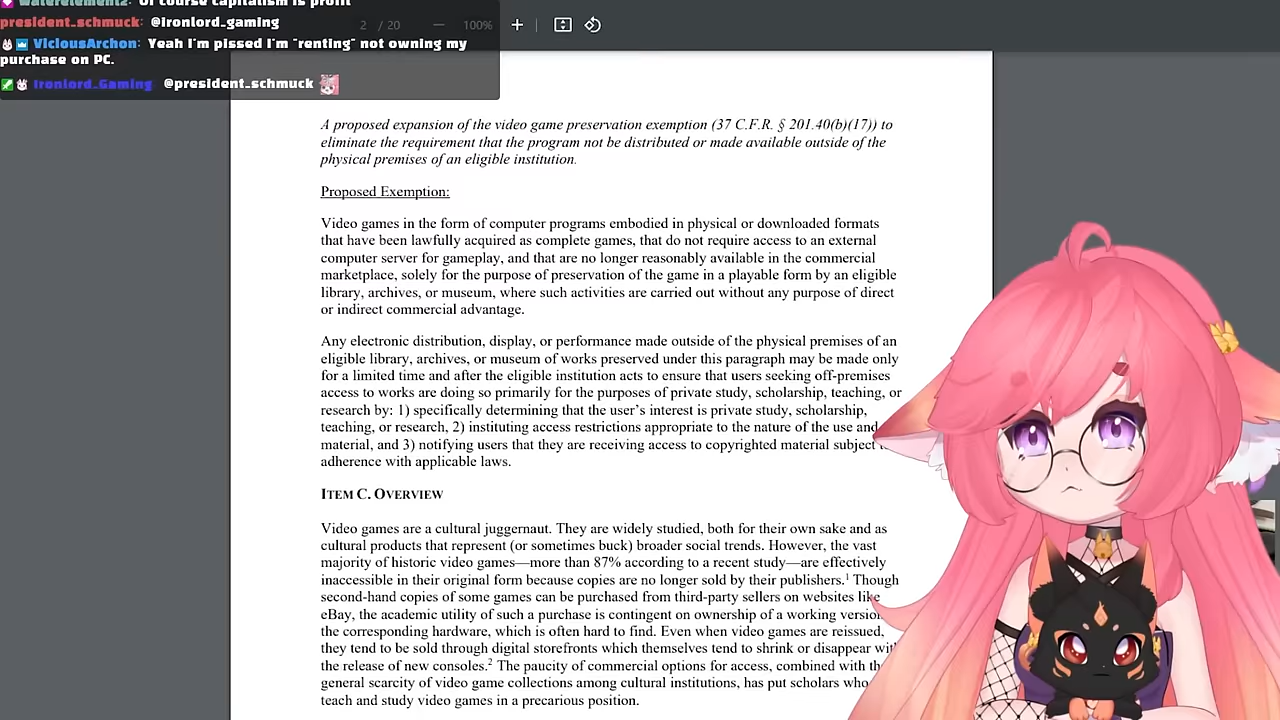 waterelement2: Of course capitalism is profit
president_schmuck: @ironlord_gaming
ViciousArchon: Yeah I'm pissed I'm "renting" not owning my
purchase on PC.
Ironlord_Gaming @president_schmuck
2 / 20 — 100% +
A proposed expansion of the video game preservation exemption (37 C.F.R. § 201.40(b)(17)) to
eliminate the requirement that the program not be distributed or made available outside of the
physical premises of an eligible institution.
Proposed Exemption:
Video games in the form of computer programs embodied in physical or downloaded formats
that have been lawfully acquired as complete games, that do not require access to an external
computer server for gameplay, and that are no longer reasonably available in the commercial
marketplace, solely for the purpose of preservation of the game in a playable form by an eligible
library, archives, or museum, where such activities are carried out without any purpose of direct
or indirect commercial advantage.
Any electronic distribution, display, or performance made outside of the physical premises of an
eligible library, archives, or museum of works preserved under this paragraph may be made only
for a limited time and after the eligible institution acts to ensure that users seeking off-premises
access to works are doing so primarily for the purposes of private study, scholarship, teaching, or
research by: 1) specifically determining that the user's interest is private study, scholarship,
teaching, or research, 2) instituting access restrictions appropriate to the nature of the use and
material, and 3) notifying users that they are receiving access to copyrighted material subject
adherence with applicable laws.
ITEM C. OVERVIEW
Video games are a cultural juggernaut. They are widely studied, both for their own sake and as
cultural products that represent (or sometimes buck) broader social trends. However, the vast
majority of historic video games—more than 87% according to a recent study—are effectively
inaccessible in their original form because copies are no longer sold by their publishers.1 Though
second-hand copies of some games can be purchased from third-party sellers on websites like
eBay, the academic utility of such a purchase is contingent on ownership of a working version
the corresponding hardware, which is often hard to find. Even when video games are reissued,
they tend to be sold through digital storefronts which themselves tend to shrink or disappear with
the release of new consoles.2 The paucity of commercial options for access, combined with the
general scarcity of video game collections among cultural institutions, has put scholars who
teach and study video games in a precarious position.